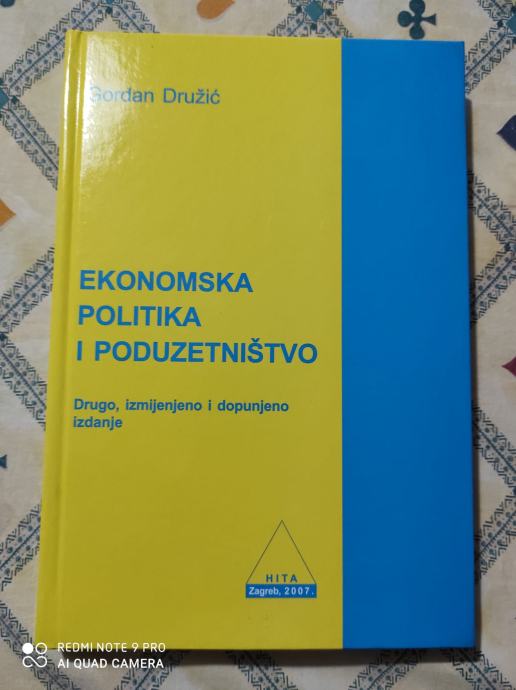 Gordan Družić
EKONOMSKA
POLITIKA
I PODUZETNIŠTVO
Drugo, izmijenjeno i dopunjeno
izdanje
HITA
Zagreb, 2007.
REDMI NOTE 9 PRO
AI QUAD CAMERA